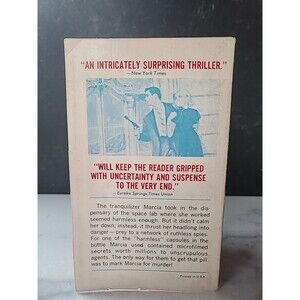 "AN INTRICATELY SURPRISING THRILLER."
—New York Times
"WILL KEEP THE READER GRIPPED
WITH UNCERTAINTY AND SUSPENSE
TO THE VERY END."
—Eureka Springs Times Union
The tranquilizer Marcia took in the dis-
pensary of the space lab where she worked
seemed harmless enough. But it didn't calm
her down; instead, it thrust her headlong into
danger — prey to a network of ruthless spies.
For one of the "harmless" capsules in the
bottle Marcia used contained microfilmed
secrets worth millions to unscrupulous
agents. The only way for them to get that pill
was to mark Marcia for murder!
Printed in U.S.A.